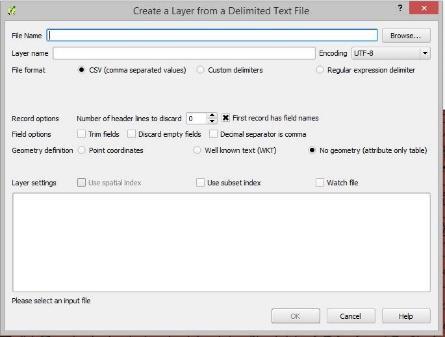 Create a Layer from a Delimited Text File ? ×
File Name Browse...
Layer name Encoding UTF-8
File format CSV (comma separated values) Custom delimiters Regular expression delimiter
Record options Number of header lines to discard 0 First record has field names
Field options Trim fields Discard empty fields Decimal separator is comma
Geometry definition Point coordinates Well known text (WKT) No geometry (attribute only table)
Layer settings Use spatial index Use subset index Watch file
Please select an input file
OK Cancel Help